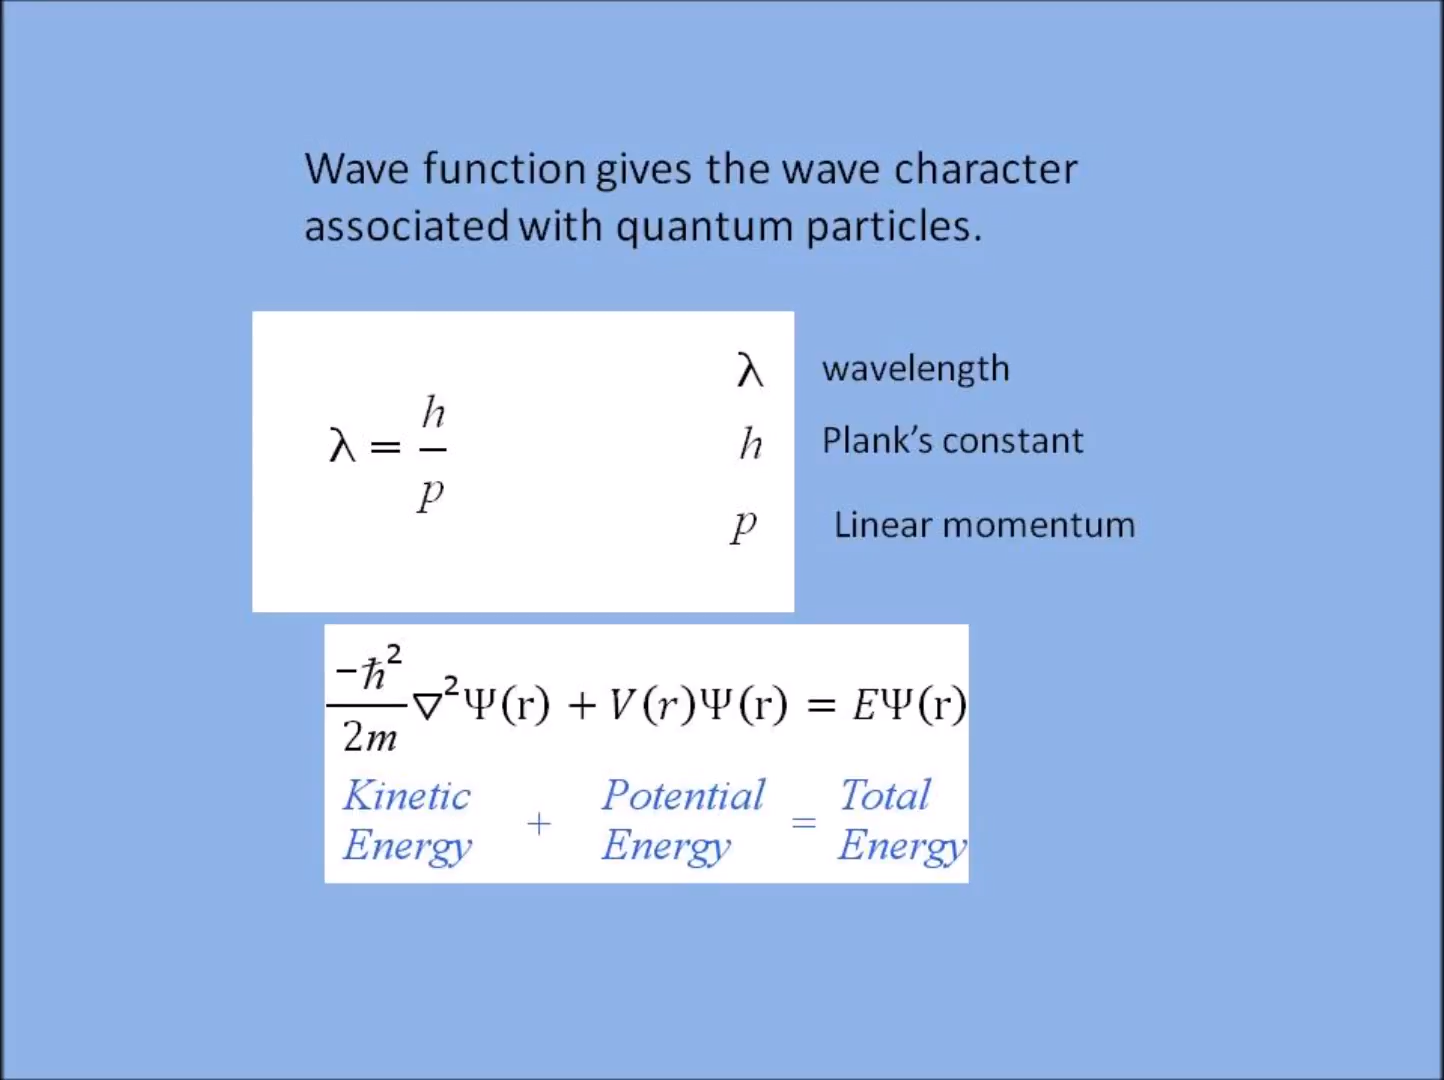 Wave function gives the wave character
associated with quantum particles.
λ = h/p
λ wavelength
h Plank's constant
p Linear momentum
−ℏ²/2m ∇²Ψ(r) + V(r)Ψ(r) = EΨ(r)
Kinetic Energy + Potential Energy = Total Energy